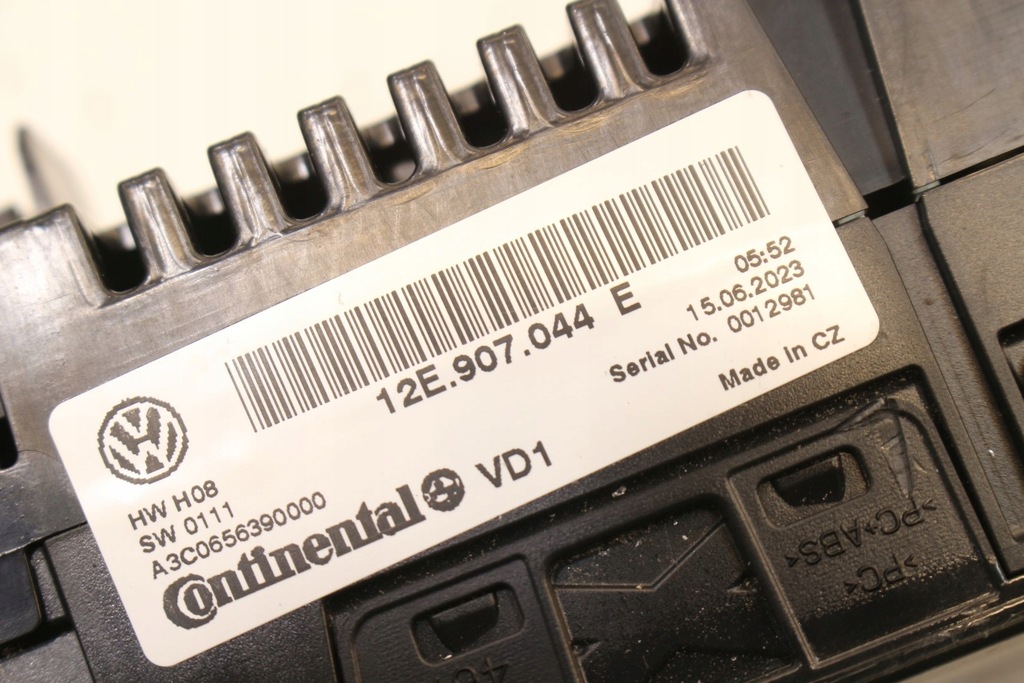 12E.907.044 E
05:52
15.06.2023
Serial No. 0012981
Made in CZ
HW H08
SW 0111
A3C0656390000
Continental VD1
>PC+ABS<
>PC<